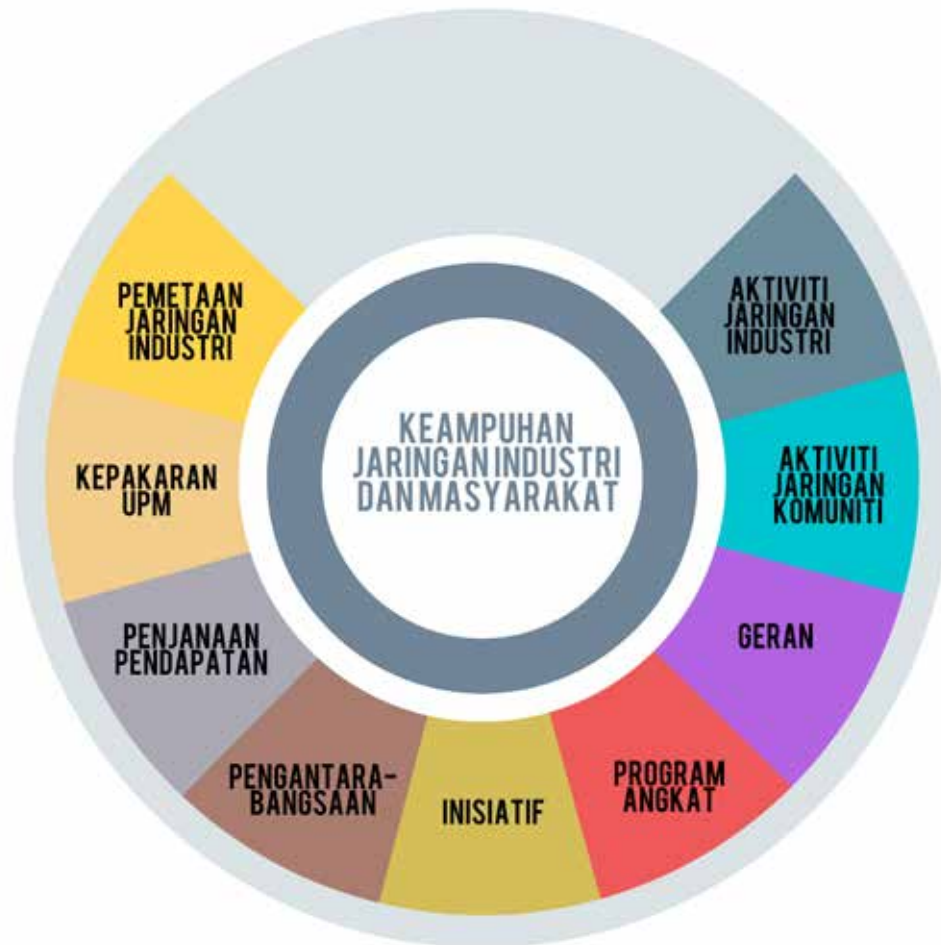 KEAMPUHAN
JARINGAN INDUSTRI
DAN MASYARAKAT
PEMETAAN
JARINGAN
INDUSTRI
KEPAKARAN
UPM
PENJANAAN
PENDAPATAN
PENGANTARA-
BANGSAAN
INISIATIF
PROGRAM
ANGKAT
GERAN
AKTIVITI
JARINGAN
KOMUNITI
AKTIVITI
JARINGAN
INDUSTRI